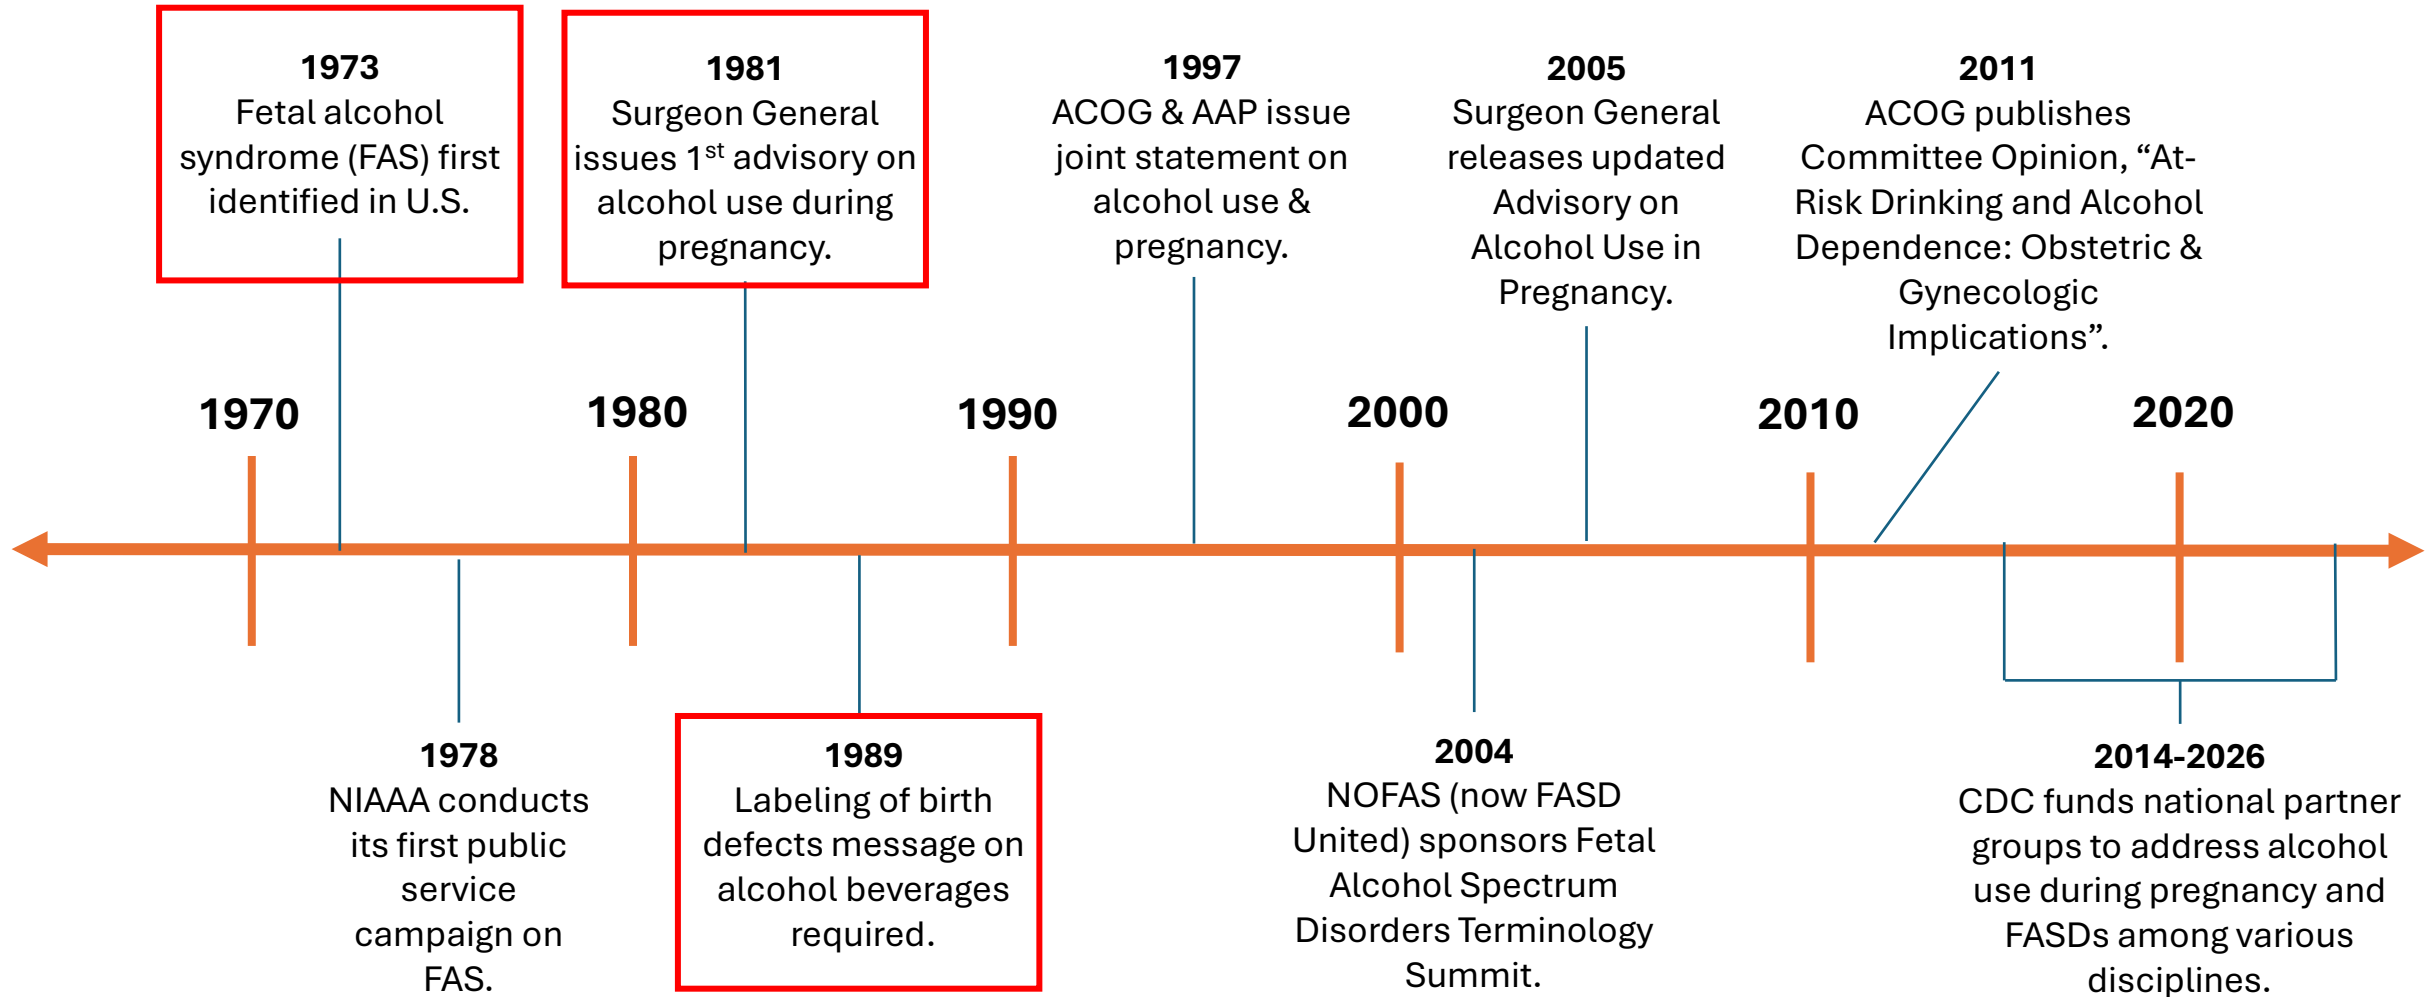 1973
Fetal alcohol
syndrome (FAS) first
identified in U.S.
1981
Surgeon General
issues 1st advisory on
alcohol use during
pregnancy.
1997
ACOG & AAP issue
joint statement on
alcohol use &
pregnancy.
2005
Surgeon General
releases updated
Advisory on
Alcohol Use in
Pregnancy.
2011
ACOG publishes
Committee Opinion, “At-
Risk Drinking and Alcohol
Dependence: Obstetric &
Gynecologic
Implications”.
1970
1980
1990
2000
2010
2020
1978
NIAAA conducts
its first public
service
campaign on
FAS.
1989
Labeling of birth
defects message on
alcohol beverages
required.
2004
NOFAS (now FASD
United) sponsors Fetal
Alcohol Spectrum
Disorders Terminology
Summit.
2014-2026
CDC funds national partner
groups to address alcohol
use during pregnancy and
FASDs among various
disciplines.